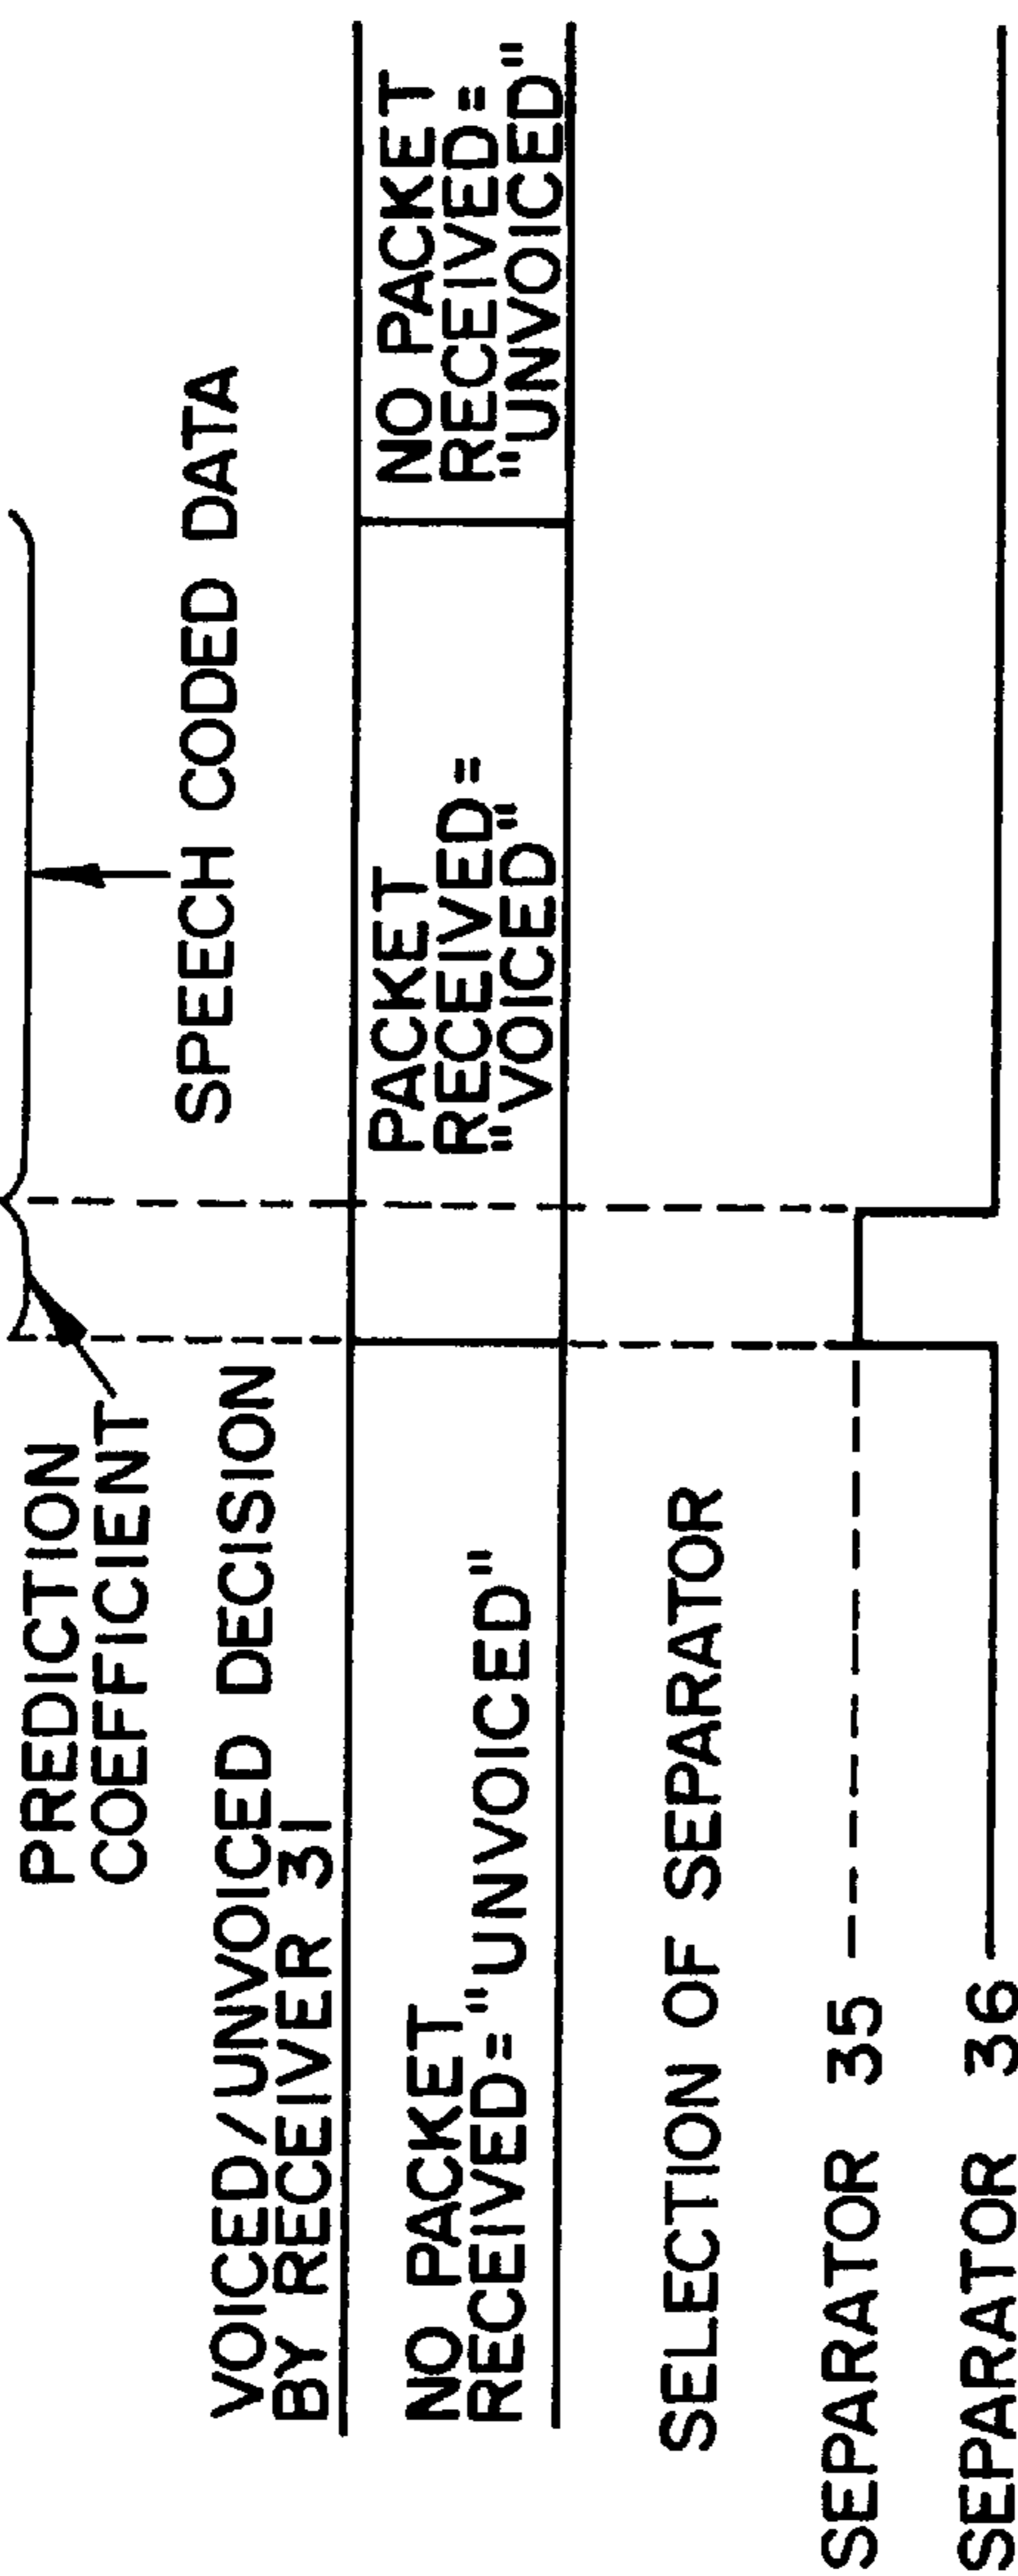 PREDICTION
COEFFICIENT
SPEECH CODED DATA
VOICED/UNVOICED DECISION
BY RECEIVER 31
NO PACKET
RECEIVED="UNVOICED"
PACKET
RECEIVED=
"VOICED"
NO PACKET
RECEIVED=
"UNVOICED"
SELECTION OF SEPARATOR
SEPARATOR 35
SEPARATOR 36